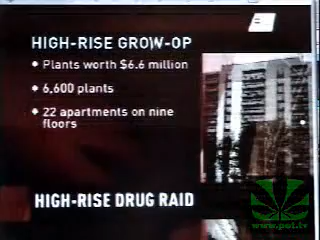 HIGH-RISE GROW-OP
Plants worth $6.6 million
6,600 plants
22 apartments on nine
floors
HIGH-RISE DRUG RAID
www.pot.tv